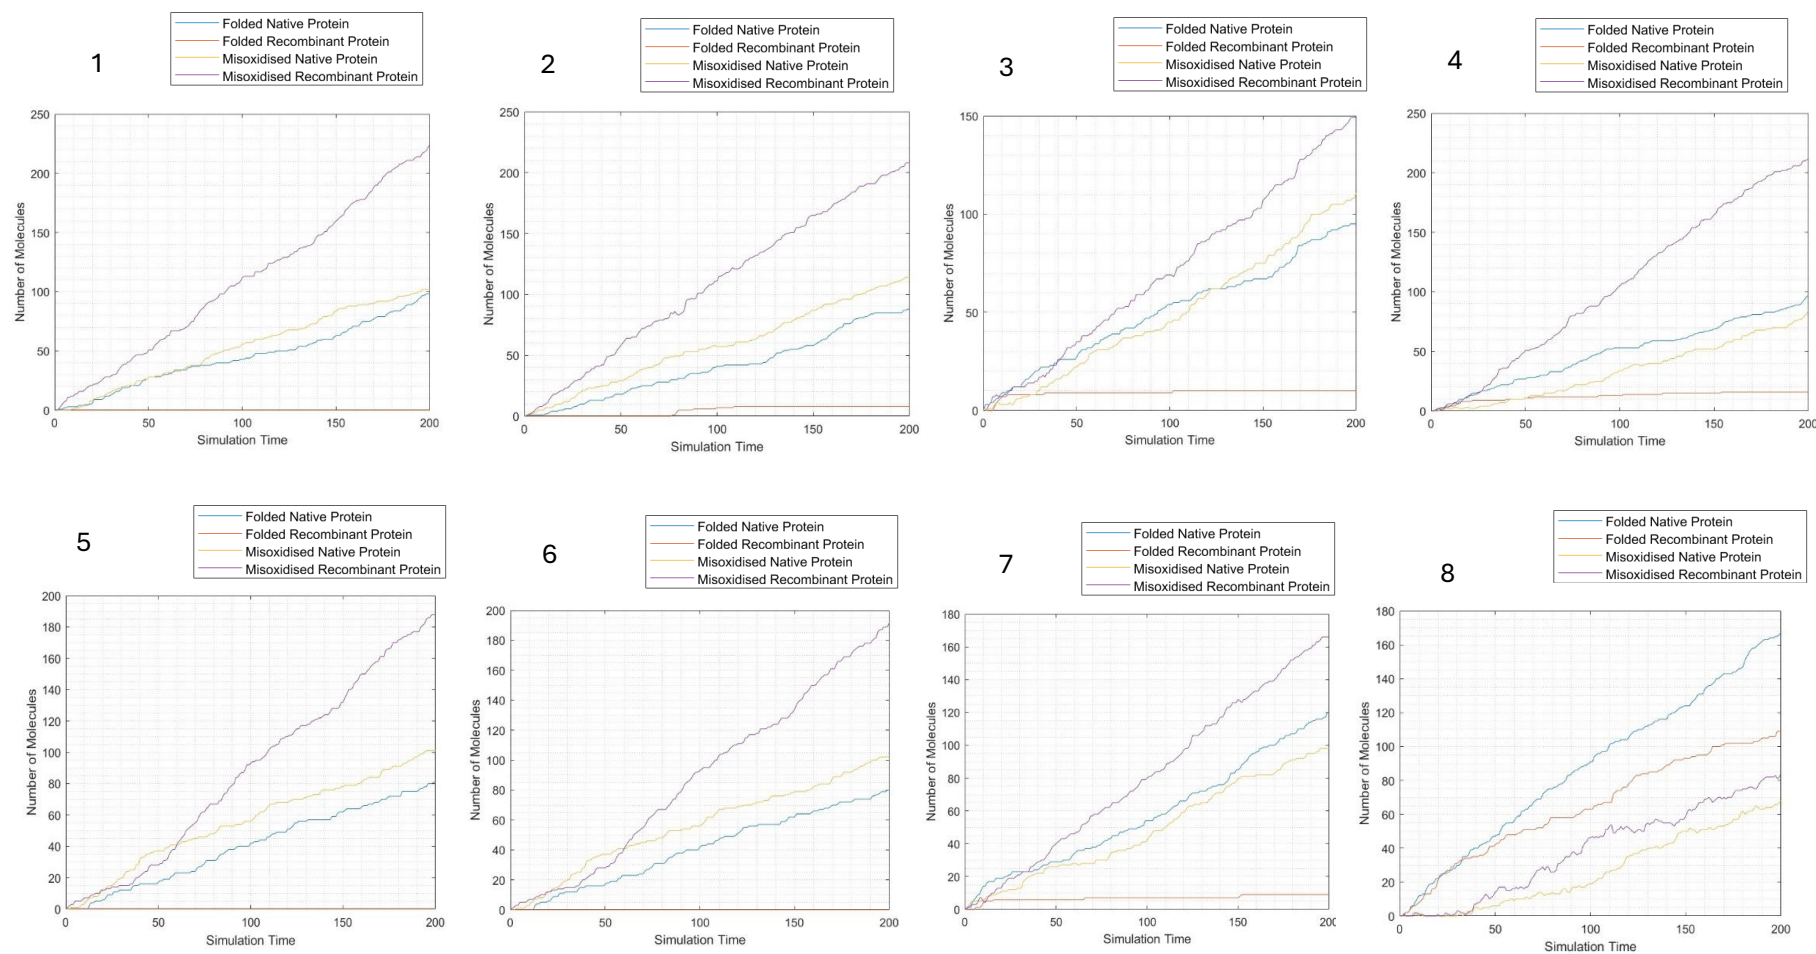 1
Folded Native Protein
Folded Recombinant Protein
Misoxidised Native Protein
Misoxidised Recombinant Protein
250
200
150
100
50
0
Number of Molecules
0 50 100 150 200
Simulation Time
2
Folded Native Protein
Folded Recombinant Protein
Misoxidised Native Protein
Misoxidised Recombinant Protein
250
200
150
100
50
0
Number of Molecules
0 50 100 150 200
Simulation Time
3
Folded Native Protein
Folded Recombinant Protein
Misoxidised Native Protein
Misoxidised Recombinant Protein
150
100
50
0
Number of Molecules
0 50 100 150 200
Simulation Time
4
Folded Native Protein
Folded Recombinant Protein
Misoxidised Native Protein
Misoxidised Recombinant Protein
250
200
150
100
50
0
Number of Molecules
0 50 100 150 200
Simulation Time
5
Folded Native Protein
Folded Recombinant Protein
Misoxidised Native Protein
Misoxidised Recombinant Protein
200
180
160
140
120
100
80
60
40
20
0
Number of Molecules
0 50 100 150 200
Simulation Time
6
Folded Native Protein
Folded Recombinant Protein
Misoxidised Native Protein
Misoxidised Recombinant Protein
200
180
160
140
120
100
80
60
40
20
0
Number of Molecules
0 50 100 150 200
Simulation Time
7
Folded Native Protein
Folded Recombinant Protein
Misoxidised Native Protein
Misoxidised Recombinant Protein
180
160
140
120
100
80
60
40
20
0
Number of Molecules
0 50 100 150 200
Simulation Time
8
Folded Native Protein
Folded Recombinant Protein
Misoxidised Native Protein
Misoxidised Recombinant Protein
180
160
140
120
100
80
60
40
20
0
Number of Molecules
0 50 100 150 200
Simulation Time